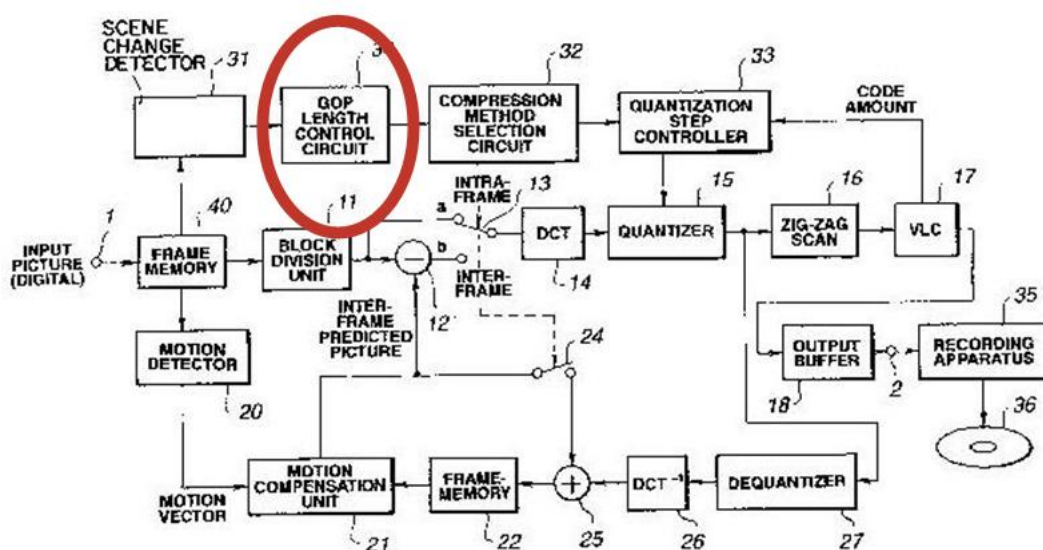 SCENE
CHANGE
DETECTOR
31
GOP
LENGTH
CONTROL
CIRCUIT
32
COMPRESSION
METHOD
SELECTION
CIRCUIT
33
QUANTIZATION
STEP
CONTROLLER
CODE
AMOUNT
1
INPUT
PICTURE
(DIGITAL)
40
FRAME
MEMORY
11
BLOCK
DIVISION
UNIT
INTRA-
FRAME
13
a
b
INTER-
FRAME
12
DCT
14
15
QUANTIZER
16
ZIG-ZAG
SCAN
17
VLC
INTER-
FRAME
PREDICTED
PICTURE
MOTION
DETECTOR
20
24
OUTPUT
BUFFER
18
2
35
RECORDING
APPARATUS
36
MOTION
VECTOR
MOTION
COMPENSATION
UNIT
21
FRAME-
MEMORY
22
25
DCT⁻¹
26
DEQUANTIZER
27